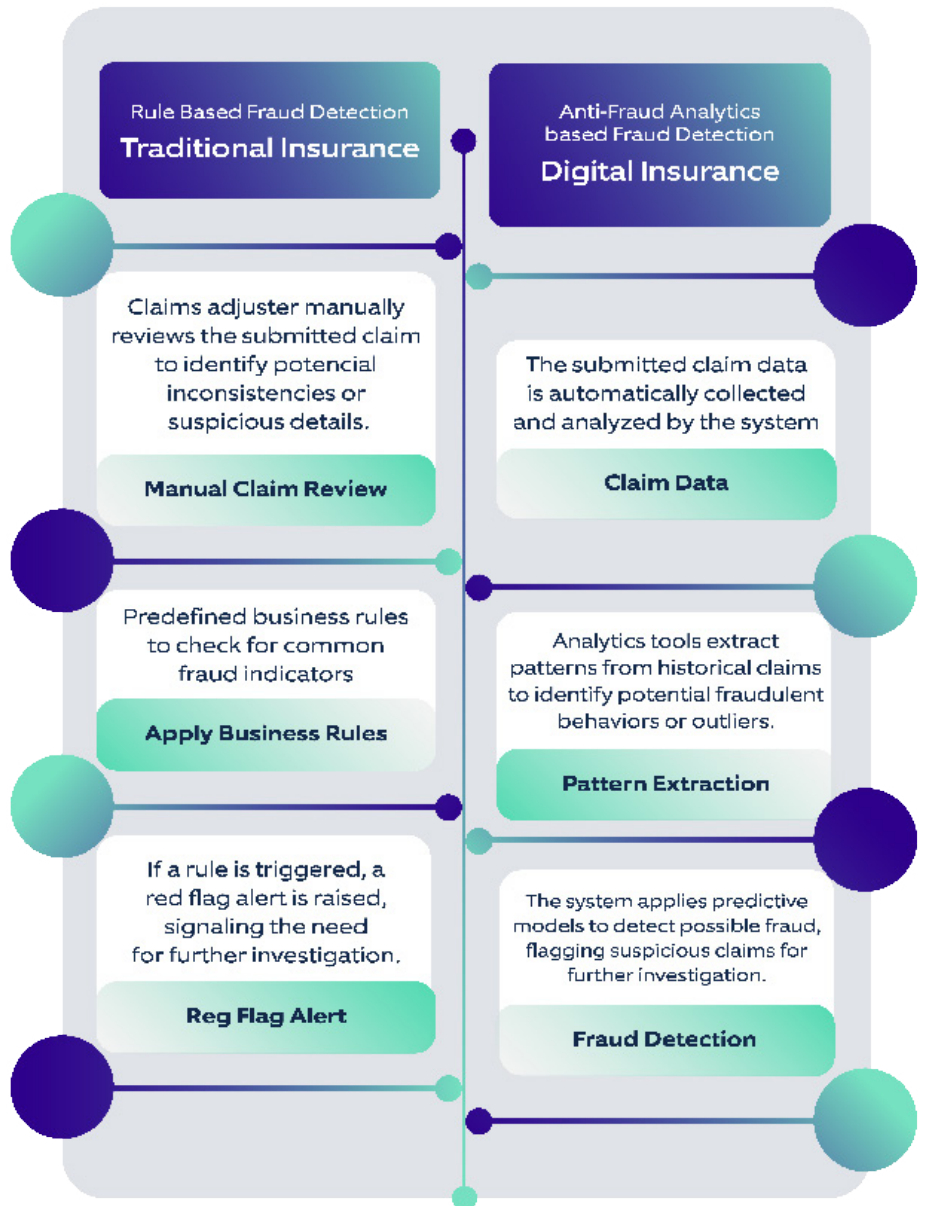 Rule Based Fraud Detection
Traditional Insurance
Claims adjuster manually
reviews the submitted claim
to identify potencial
inconsistencies or
suspicious details.
Manual Claim Review
Predefined business rules
to check for common
fraud indicators
Apply Business Rules
If a rule is triggered, a
red flag alert is raised,
signaling the need
for further investigation.
Reg Flag Alert
Anti-Fraud Analytics
based Fraud Detection
Digital Insurance
The submitted claim data
is automatically collected
and analyzed by the system
Claim Data
Analytics tools extract
patterns from historical claims
to identify potential fraudulent
behaviors or outliers.
Pattern Extraction
The system applies predictive
models to detect possible fraud,
flagging suspicious claims for
further investigation.
Fraud Detection